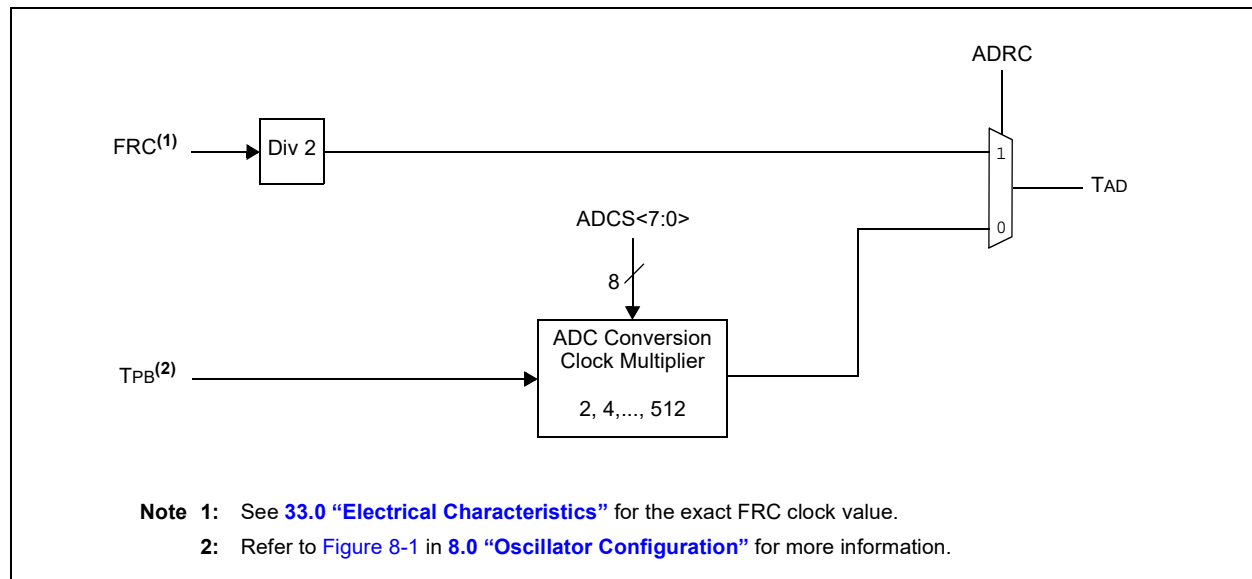 ADRC
FRC(1)
Div 2
1
TAD
ADCS<7:0>
0
8
ADC Conversion
Clock Multiplier
TPB(2)
2, 4,..., 512
Note 1: See 33.0 “Electrical Characteristics” for the exact FRC clock value.
2: Refer to Figure 8-1 in 8.0 “Oscillator Configuration” for more information.